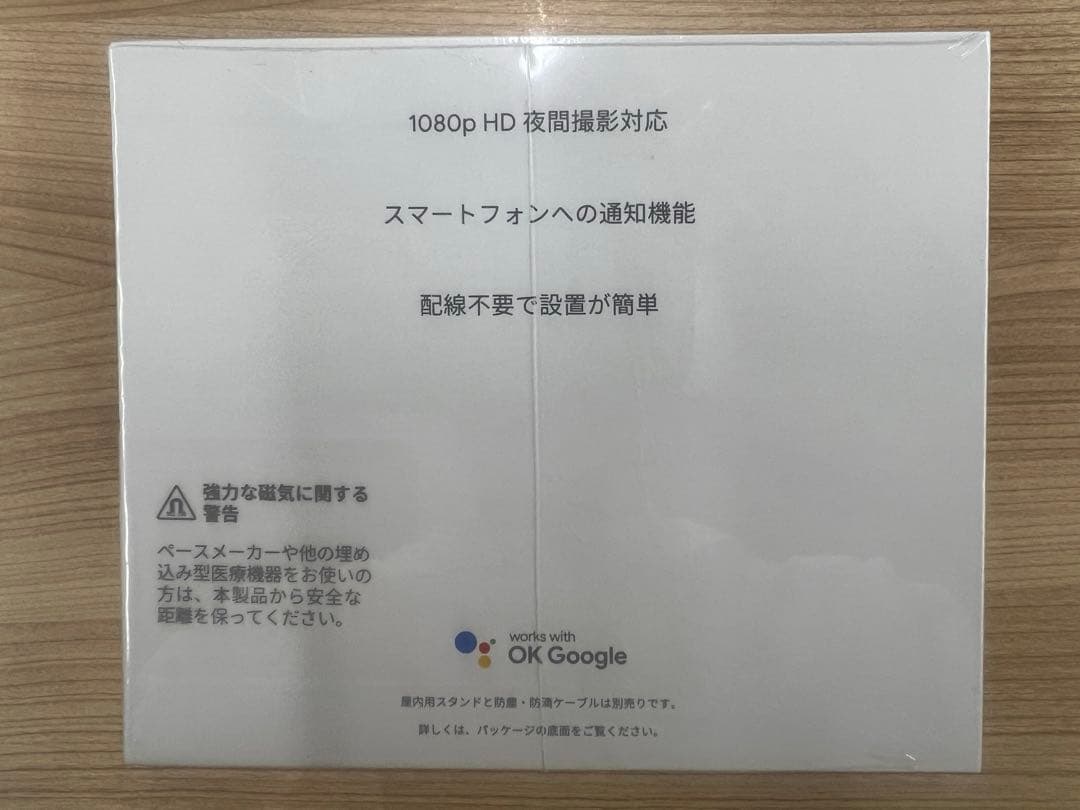 1080p HD 夜間撮影対応
スマートフォンへの通知機能
配線不要で設置が簡単
強力な磁気に関する
警告
ペースメーカーや他の埋め
込み型医療機器をお使いの
方は、本製品から安全な
距離を保ってください。
works with
OK Google
屋内用スタンドと防塵・防滴ケーブルは別売りです。
詳しくは、パッケージの底面をご覧ください。